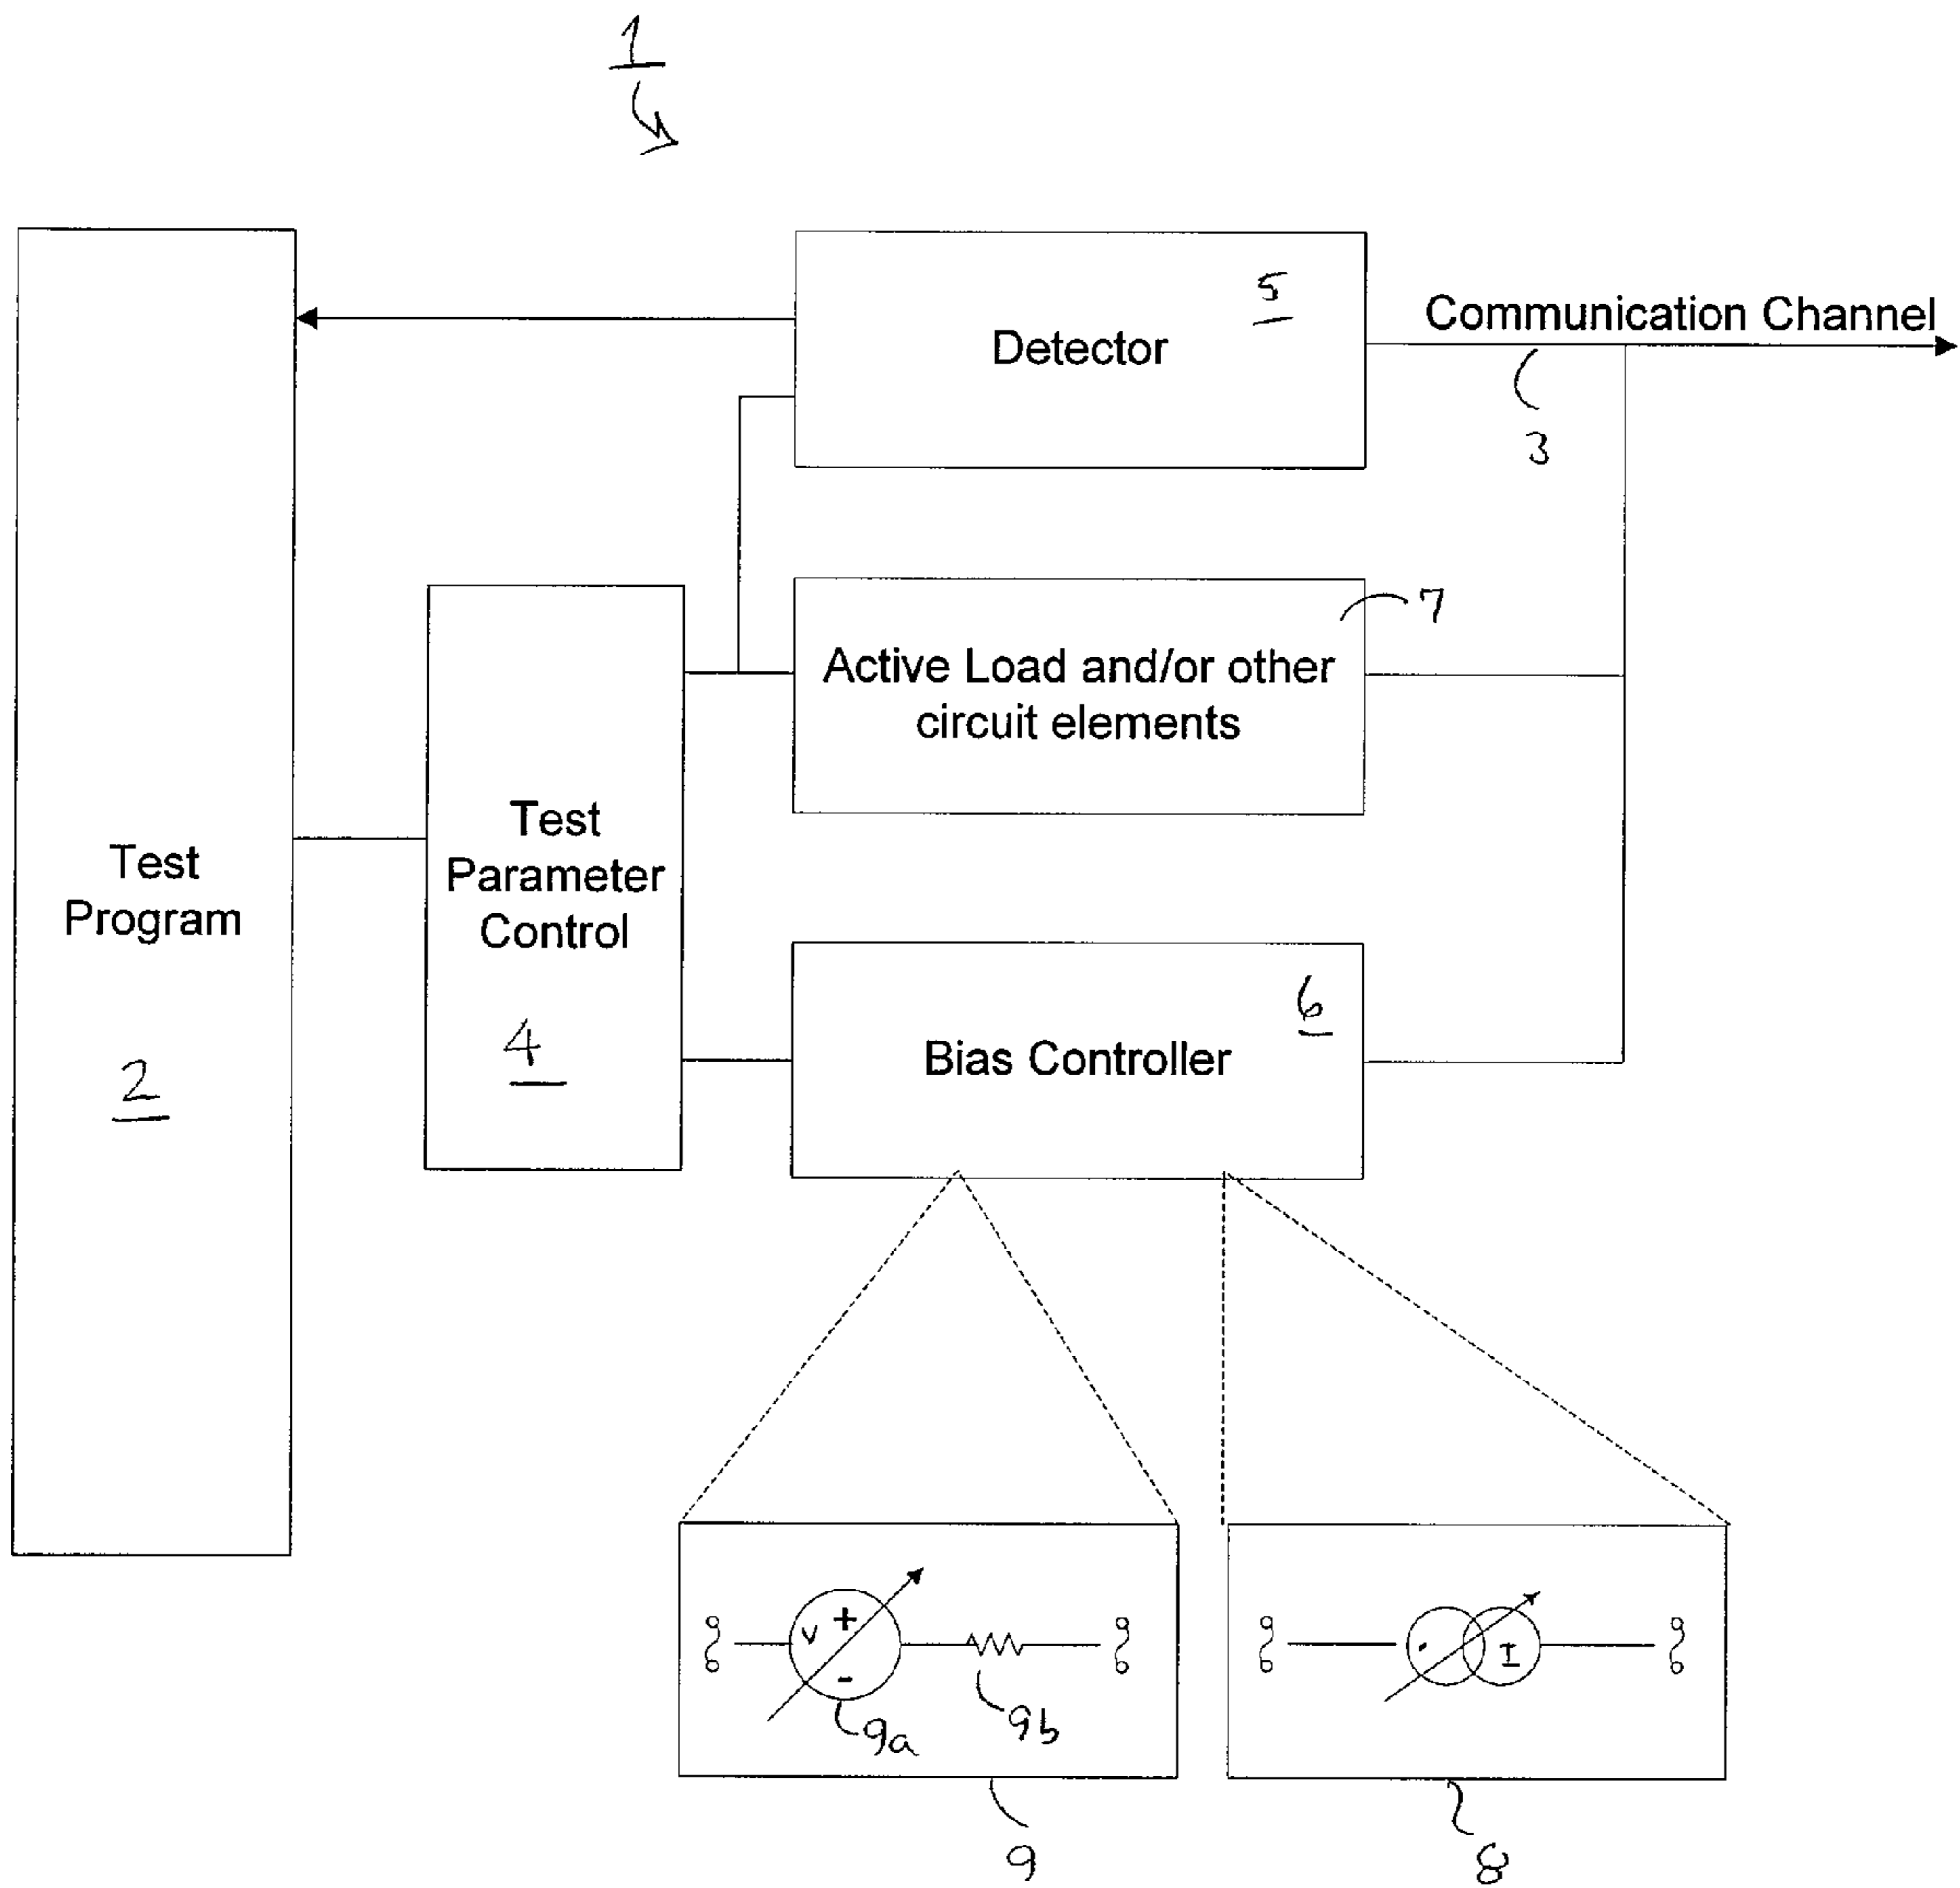 1
5
Detector
Communication Channel
3
7
Active Load and/or other
circuit elements
Test
Parameter
Control
4
Test
Program
2
6
Bias Controller
V
+
-
9a
9b
9
I
8